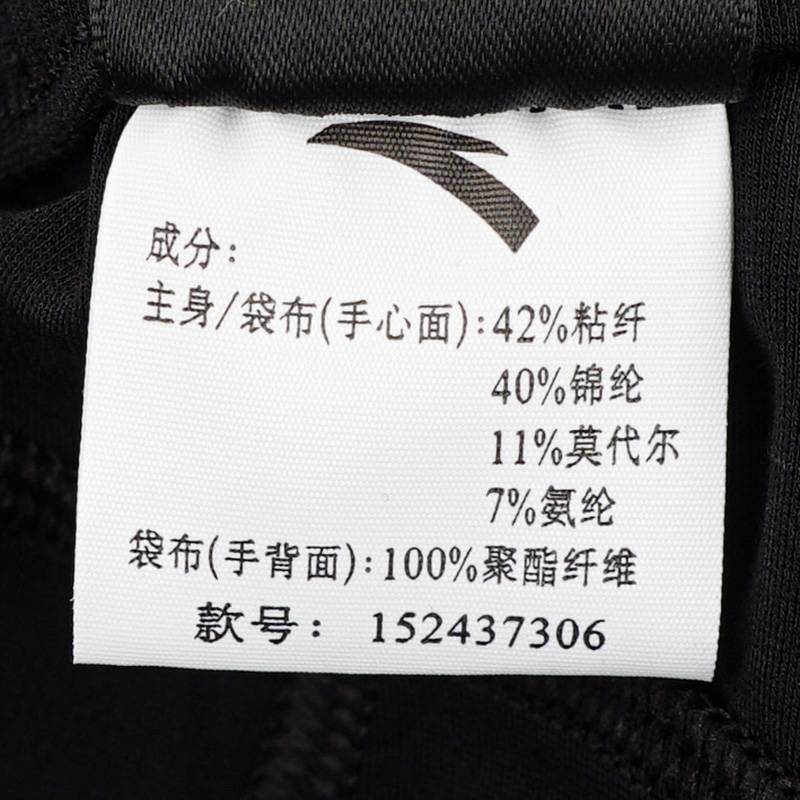 成分:
主身/袋布(手心面):42%粘纤
40%锦纶
11%莫代尔
7%氨纶
袋布(手背面):100%聚酯纤维
款号: 152437306